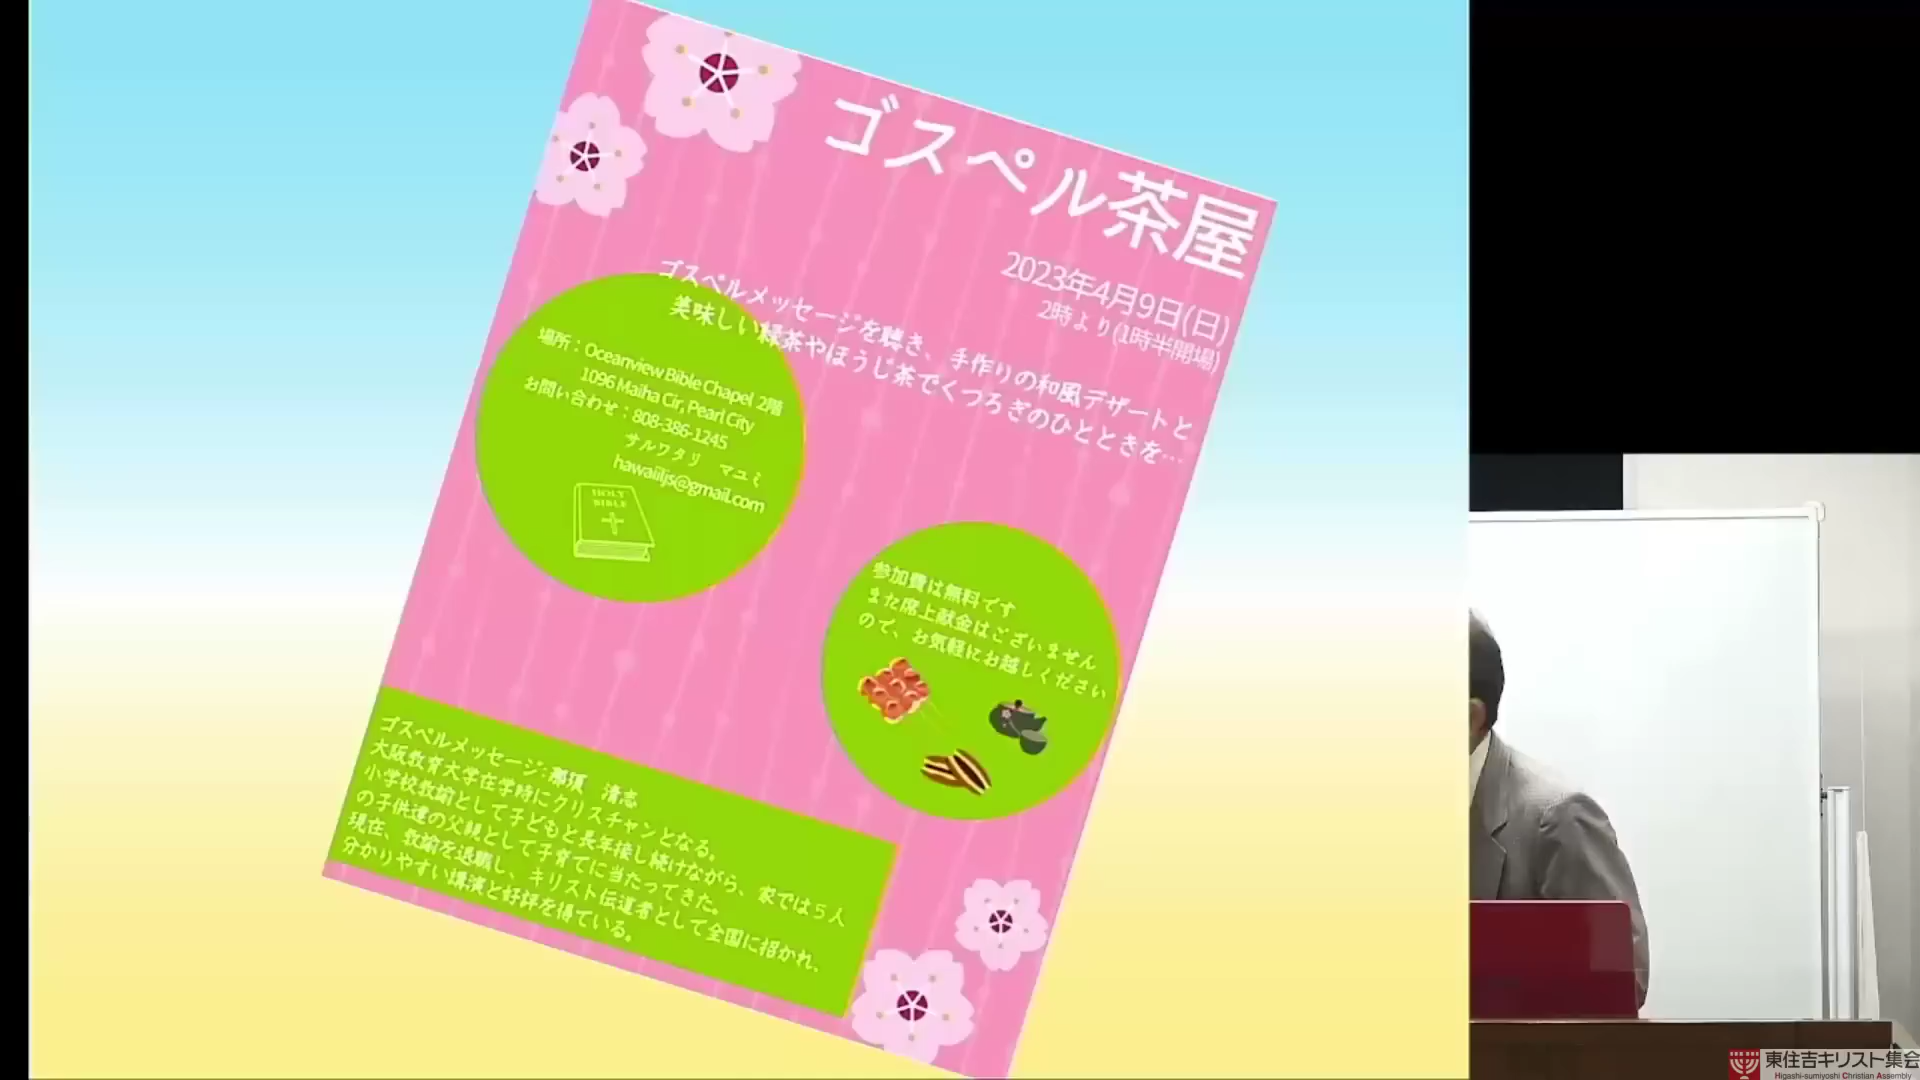 ゴスペル茶屋
2023年4月9日(日)
2時より(1時半開場)
ゴスペルメッセージを聴き、手作りの和風デザートと
美味しい緑茶やほうじ茶でくつろぎのひとときを…
場所：Oceanview Bible Chapel 2階
1096 Maiha Cir, Pearl City
お問い合わせ：808-386-1245
サルワタリ マユミ
hawaiiljs@gmail.com
HOLY
BIBLE
参加費は無料です
また席上献金はございません
ので、お気軽にお越しください
ゴスペルメッセージ：那須 清志
大阪教育大学在学時にクリスチャンとなる。
小学校教諭として子どもと長年接し続けながら、家では５人
の子供達の父親として子育てに当たってきた。
現在、教諭を退職し、キリスト伝道者として全国に招かれ、
分かりやすい講演と好評を得ている。
東住吉キリスト集会
Higashi-sumiyoshi Christian Assembly